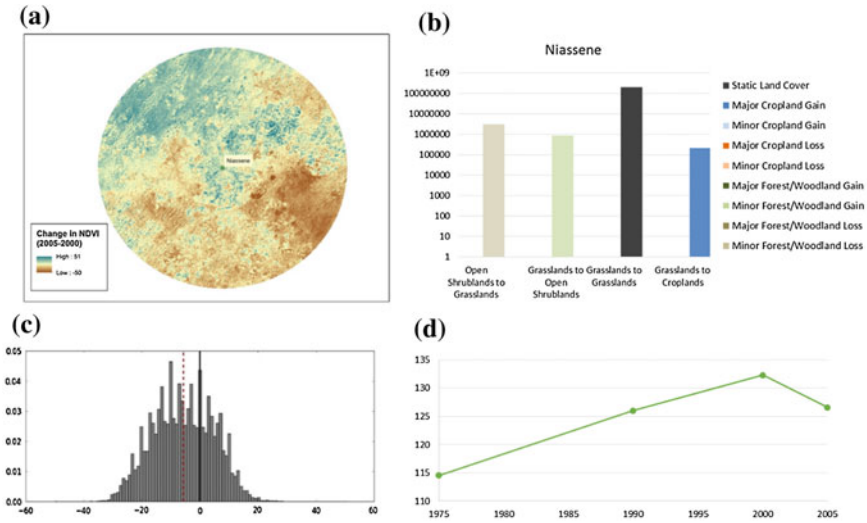 (a)
Niassene
Change in NDVI
(2005-2000)
High : 51
Low : -50
(b)
Niassene
1E+09
100000000
10000000
1000000
100000
10000
1000
100
10
1
Open
Shrublands to
Grasslands
Grasslands to
Open
Shrublands
Grasslands to
Grasslands
Grasslands to
Croplands
Static Land Cover
Major Cropland Gain
Minor Cropland Gain
Major Cropland Loss
Minor Cropland Loss
Major Forest/Woodland Gain
Minor Forest/Woodland Gain
Major Forest/Woodland Loss
Minor Forest/Woodland Loss
(c)
0.05
0.04
0.03
0.02
0.01
0.00
−60 −40 −20 0 20 40 60
(d)
135
130
125
120
115
110
1975 1980 1985 1990 1995 2000 2005